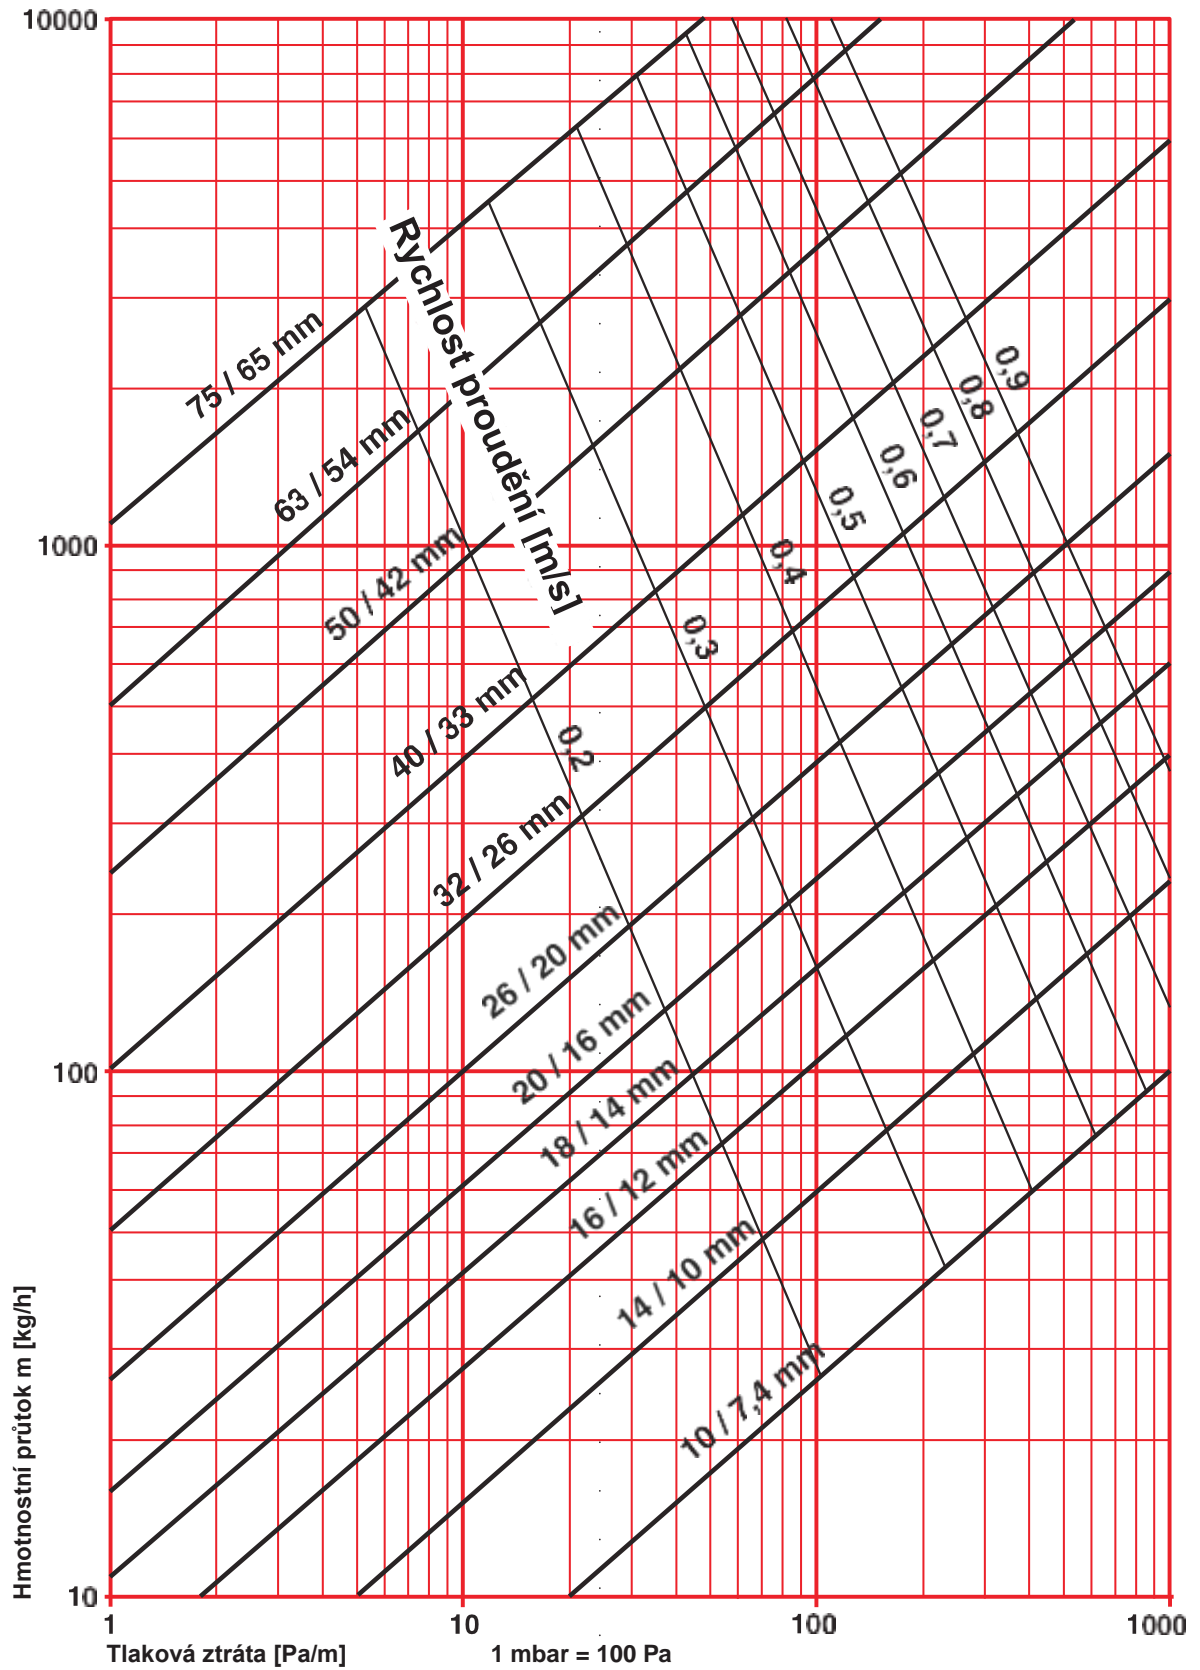 10000
1000
100
10
Hmotnostní průtok m [kg/h]
75 / 65 mm
63 / 54 mm
50 / 42 mm
40 / 33 mm
32 / 26 mm
26 / 20 mm
20 / 16 mm
18 / 14 mm
16 / 12 mm
14 / 10 mm
10 / 7,4 mm
Rychlost proudění [m/s]
0,2
0,3
0,4
0,5
0,6
0,7
0,8
0,9
1
10
100
1000
Tlaková ztráta [Pa/m]
1 mbar = 100 Pa